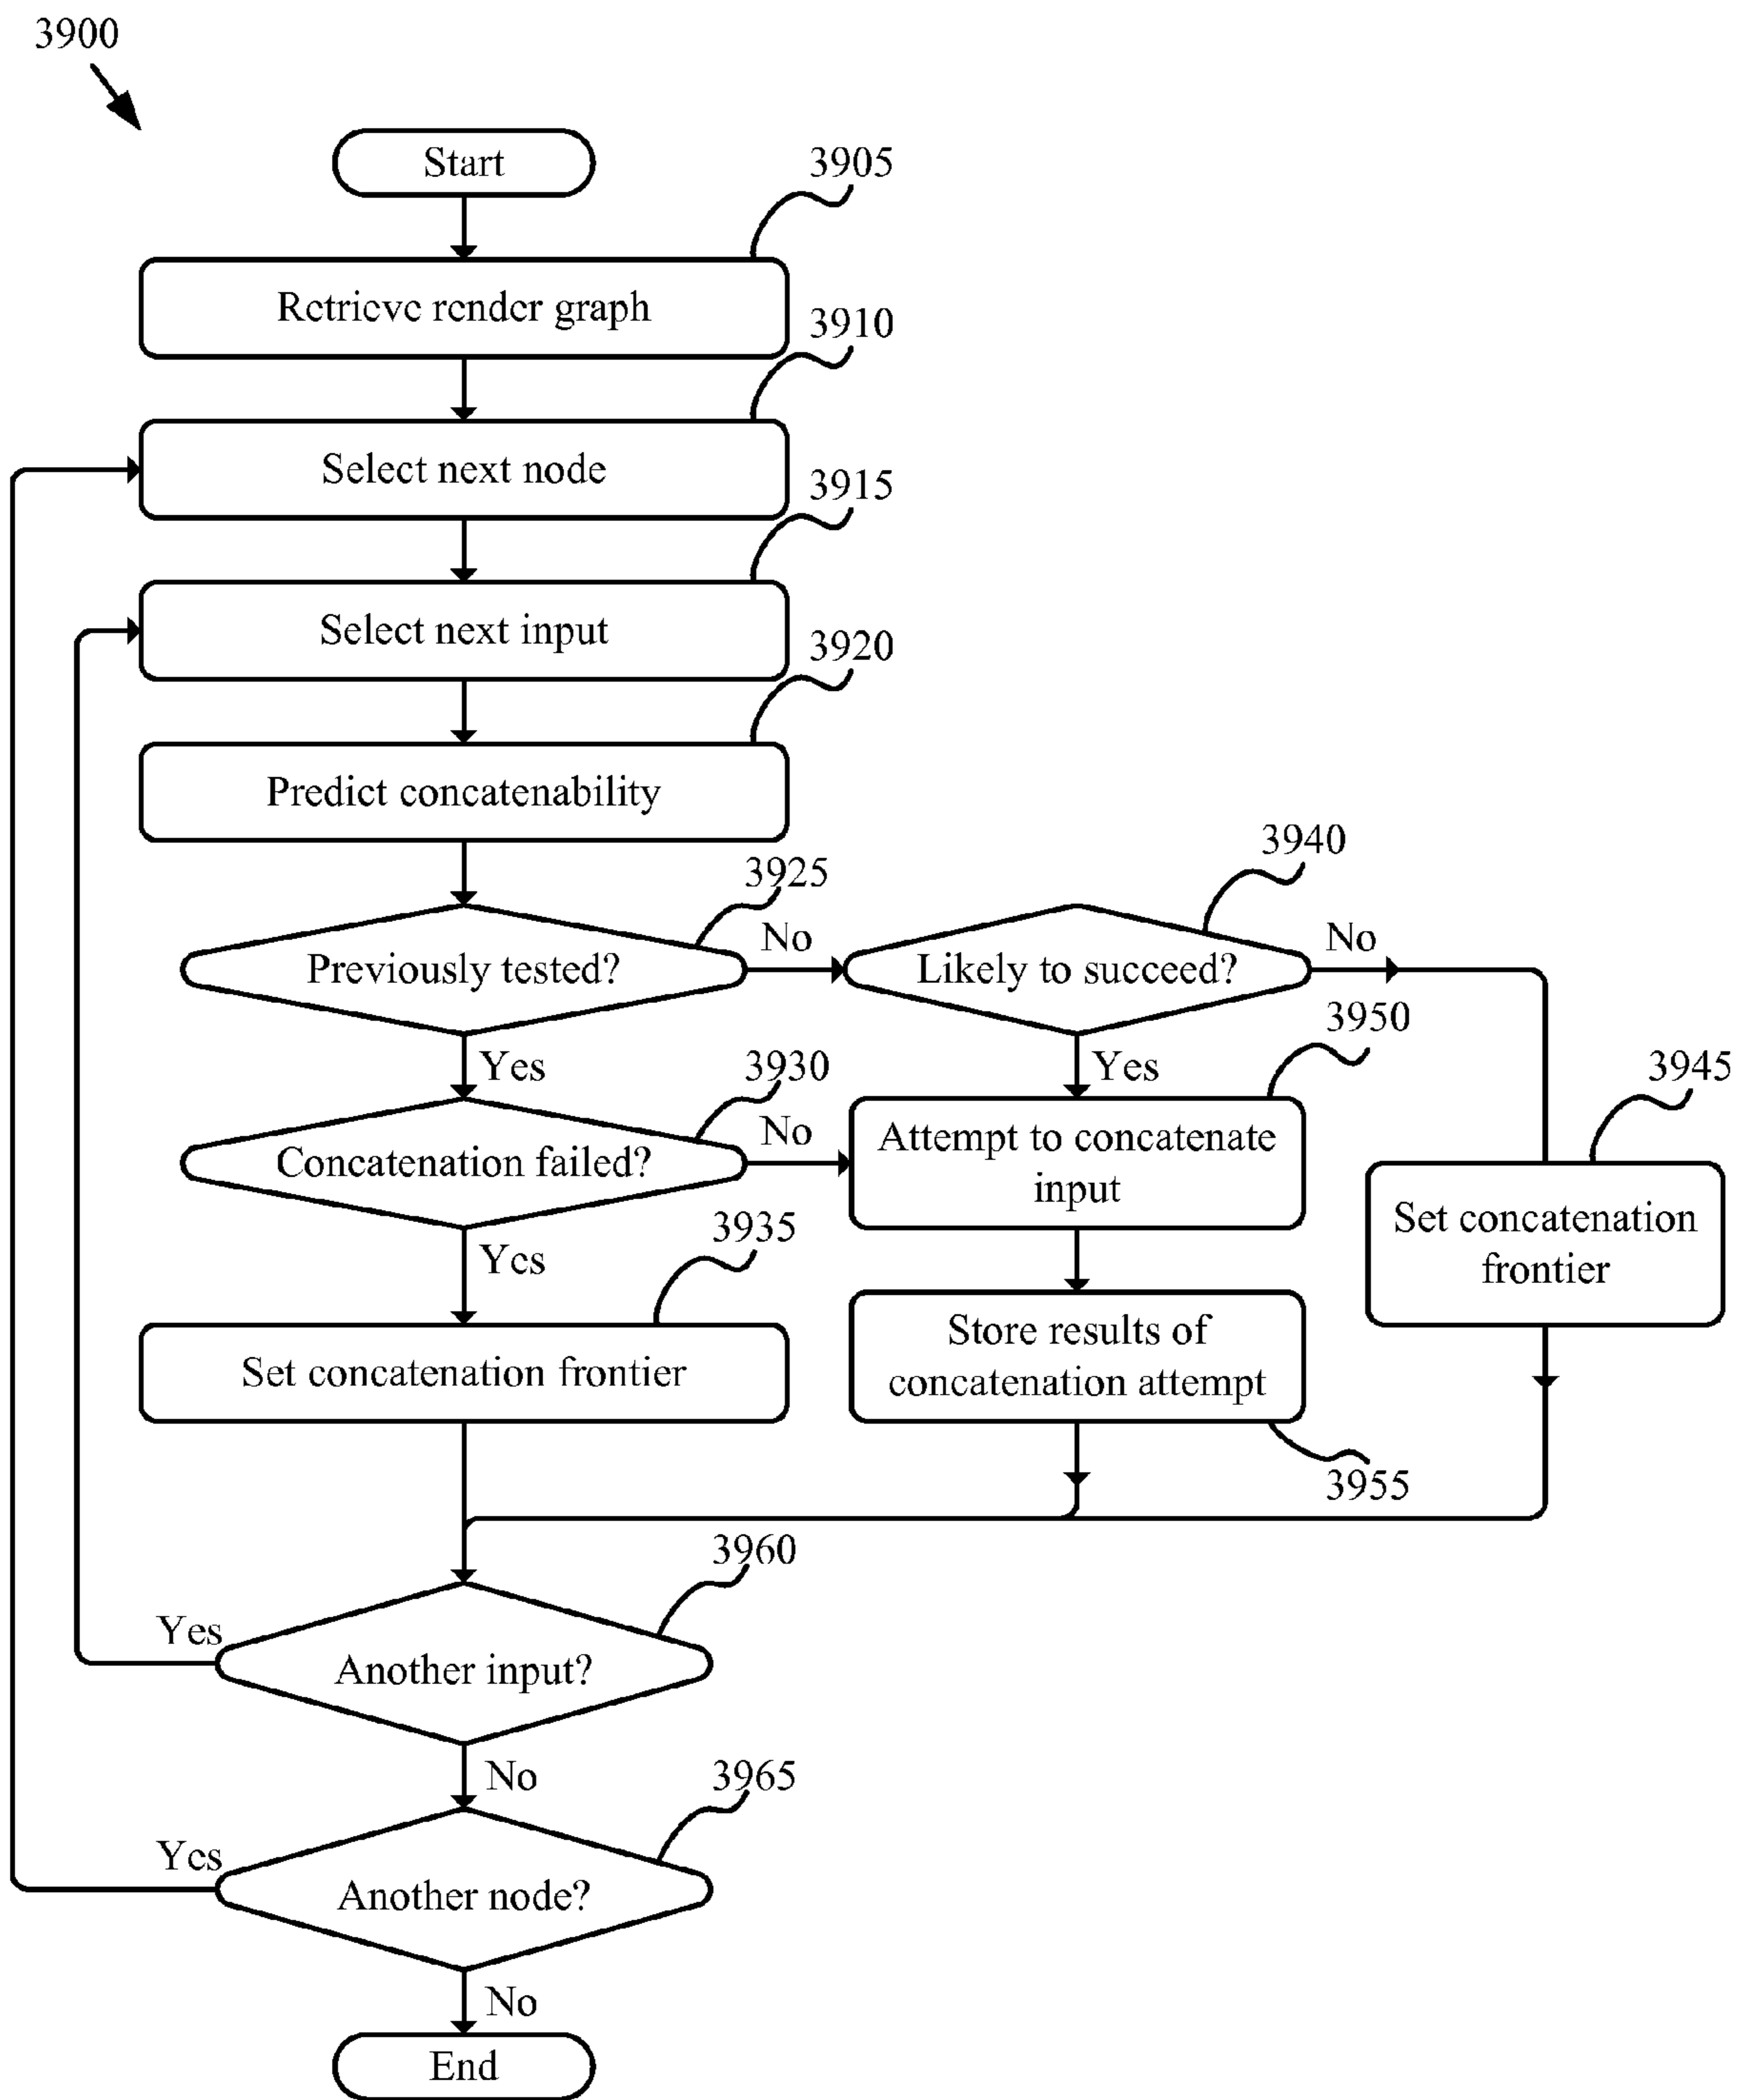 3900
Start
3905
Retrieve render graph
3910
Select next node
3915
Select next input
3920
Predict concatenability
3925
Previously tested?
No
3940
Likely to succeed?
No
Yes
3930
Concatenation failed?
No
Yes
3950
Attempt to concatenate
input
3945
Set concatenation
frontier
Yes
3935
Set concatenation frontier
Store results of
concatenation attempt
3955
3960
Another input?
Yes
No
3965
Another node?
Yes
No
End